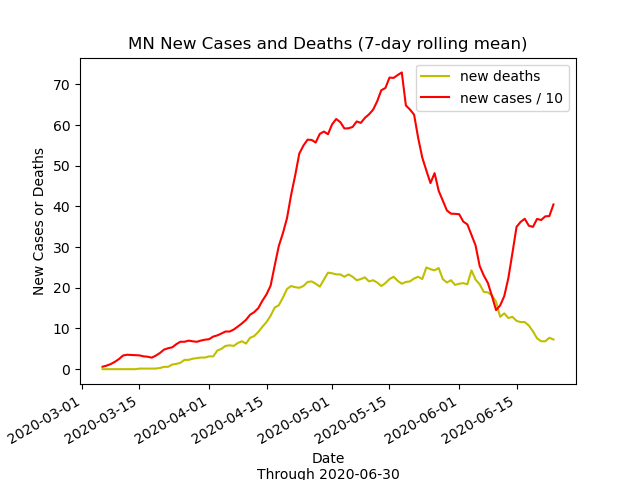 MN New Cases and Deaths (7-day rolling mean)
new deaths
new cases / 10
New Cases or Deaths
70
60
50
40
30
20
10
0
2020-03-01
2020-03-15
2020-04-01
2020-04-15
2020-05-01
2020-05-15
2020-06-01
2020-06-15
Date
Through 2020-06-30